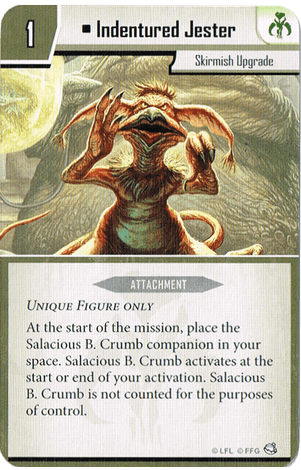 1
▪ Indentured Jester
Skirmish Upgrade
ATTACHMENT
UNIQUE FIGURE ONLY
At the start of the mission, place the
Salacious B. Crumb companion in your
space. Salacious B. Crumb activates at the
start or end of your activation. Salacious
B. Crumb is not counted for the purposes
of control.
© LFL © FFG